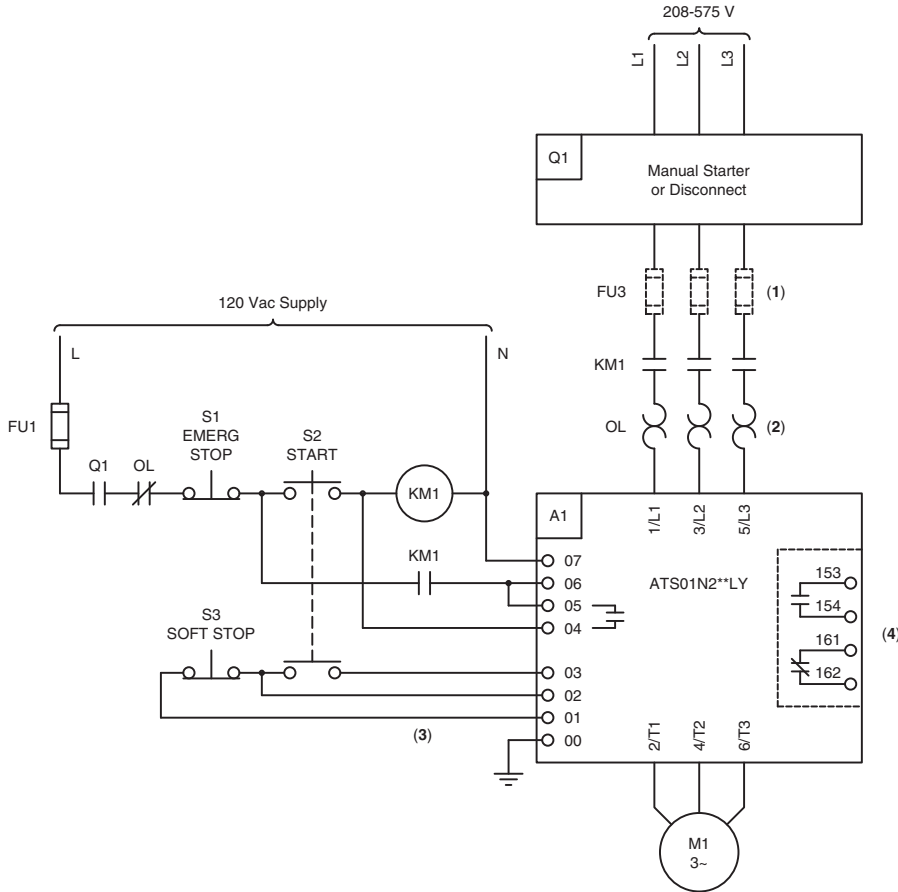 208-575 V
L1
L2
L3
Q1
Manual Starter
or Disconnect
FU3
(1)
120 Vac Supply
L
N
KM1
FU1
S1
EMERG
STOP
S2
START
OL
(2)
Q1
OL
KM1
A1
1/L1
3/L2
5/L3
KM1
07
06
05
04
ATS01N2**LY
153
154
161
162
(4)
S3
SOFT STOP
03
02
01
00
(3)
2/T1
4/T2
6/T3
M1
3~